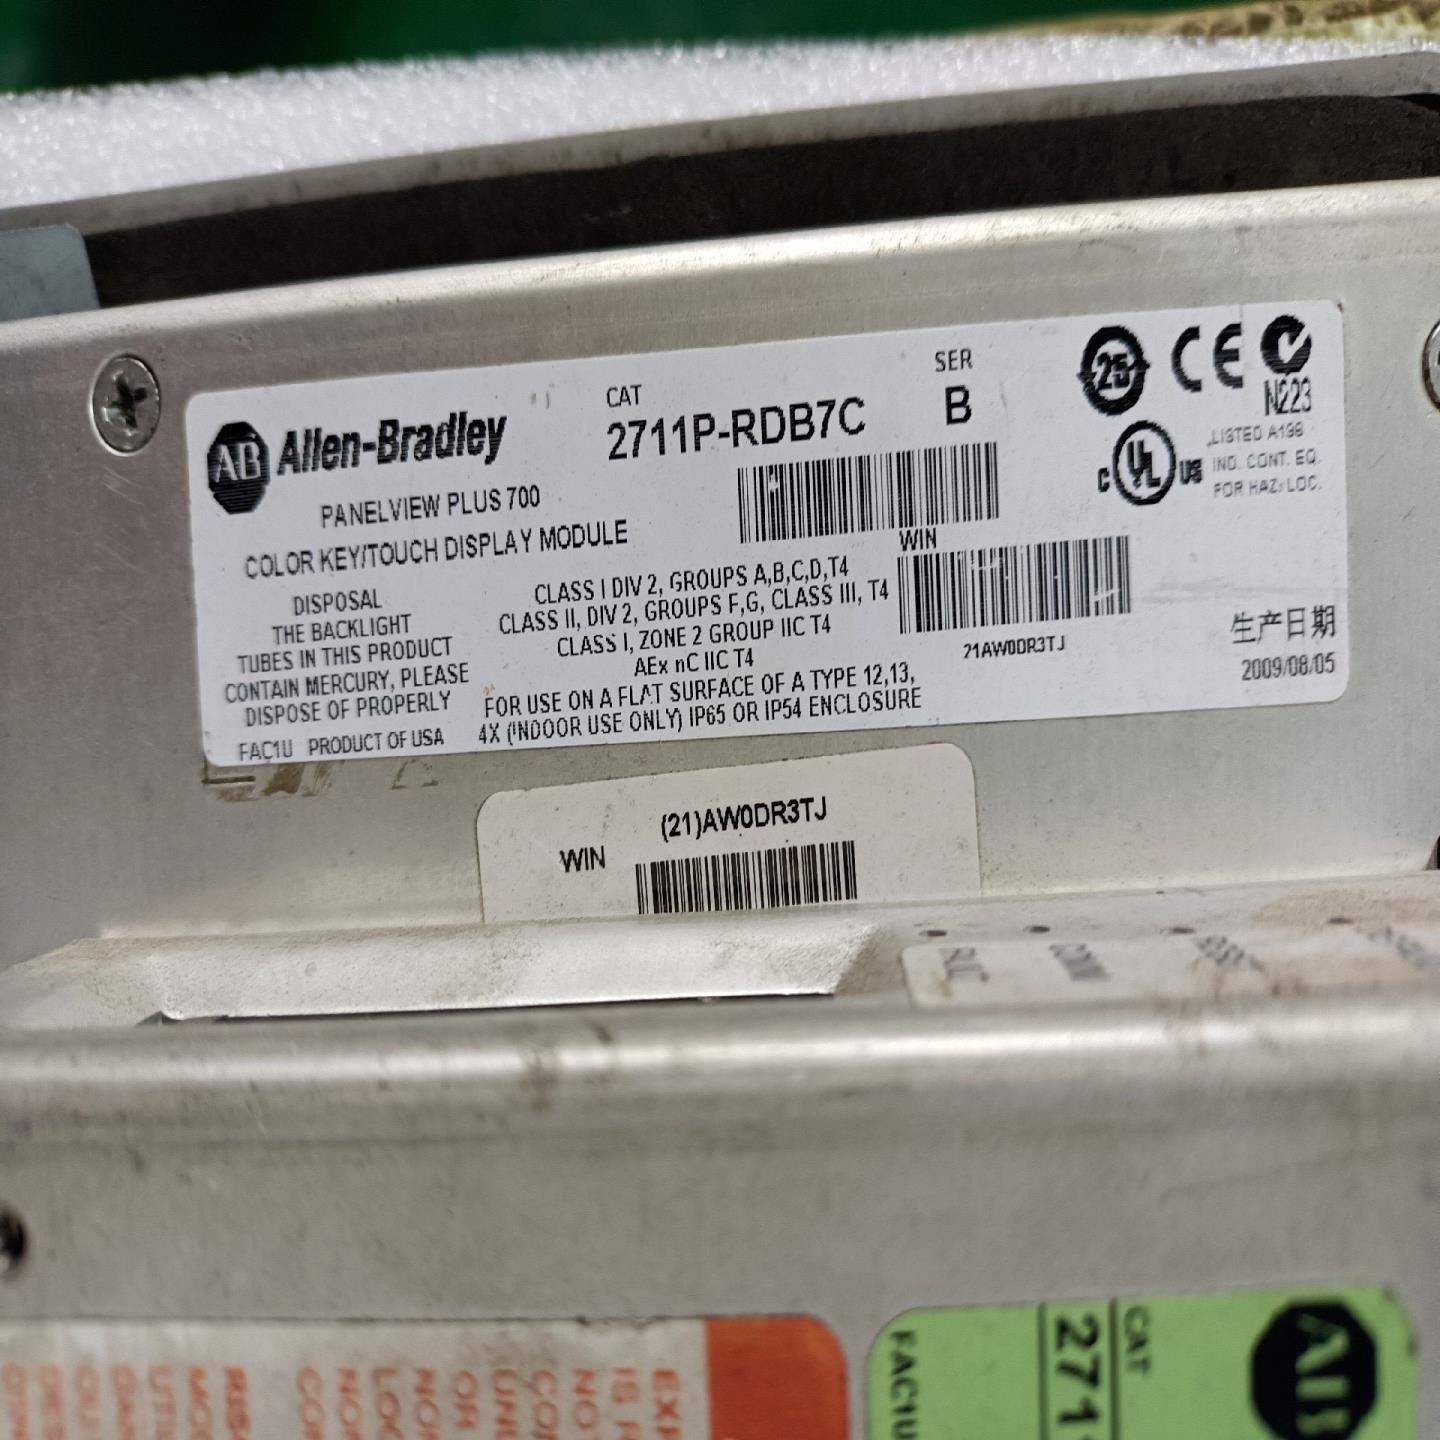 AB Allen-Bradley
CAT
2711P-RDB7C
SER
B
25
CE
N223
PANELVIEW PLUS 700
COLOR KEY/TOUCH DISPLAY MODULE
C UL US
LISTED A196
IND. CONT. EQ.
FOR HAZ. LOC.
DISPOSAL
THE BACKLIGHT
TUBES IN THIS PRODUCT
CONTAIN MERCURY, PLEASE
DISPOSE OF PROPERLY
FAC1U PRODUCT OF USA
CLASS I DIV 2, GROUPS A,B,C,D,T4
CLASS II, DIV 2, GROUPS F,G, CLASS III, T4
CLASS I, ZONE 2 GROUP IIC T4
AEx nC IIC T4
FOR USE ON A FLAT SURFACE OF A TYPE 12,13,
4X (INDOOR USE ONLY) IP65 OR IP54 ENCLOSURE
WIN
21AW0DR3TJ
生产日期
2009/08/05
(21)AW0DR3TJ
WIN
COMM
AB
CAT
271
FAC1U